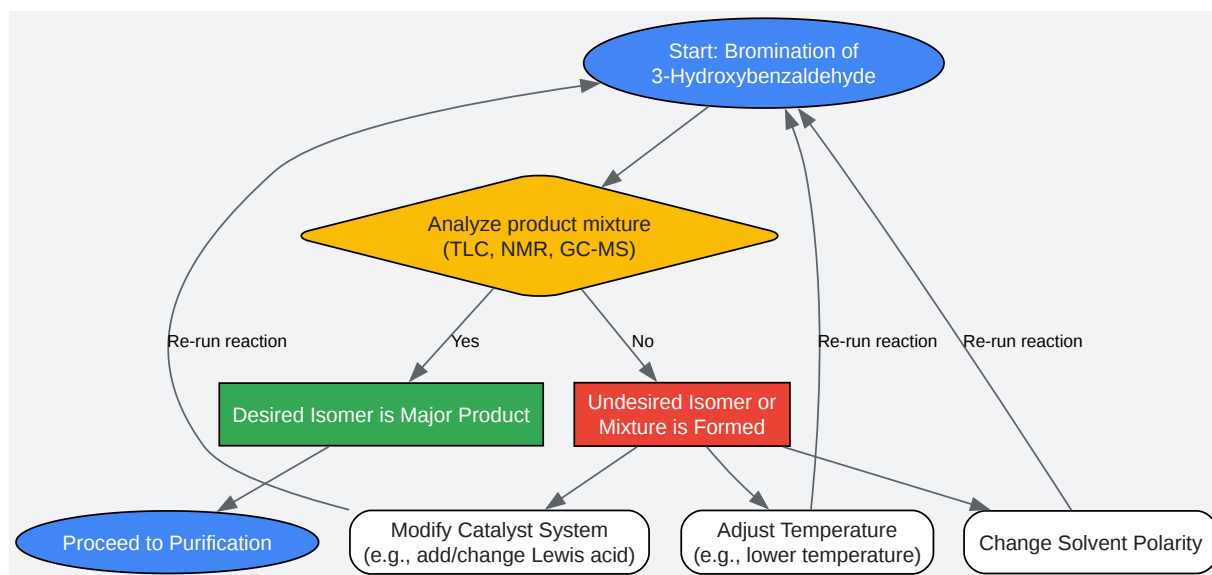 Start: Bromination of
3-Hydroxybenzaldehyde
Analyze product mixture
(TLC, NMR, GC-MS)
Re-run reaction
Yes
No
Re-run reaction
Re-run reaction
Desired Isomer is Major Product
Undesired Isomer or
Mixture is Formed
Proceed to Purification
Modify Catalyst System
(e.g., add/change Lewis acid)
Adjust Temperature
(e.g., lower temperature)
Change Solvent Polarity